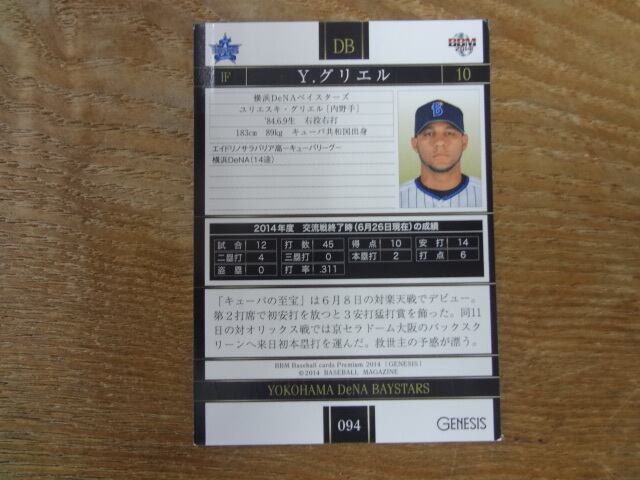 DB
BBM
2014
IF Y.グリエル 10
横浜DeNAベイスターズ
ユリエスキ・グリエル[内野手]
'84.6.9生 右投右打
183cm 89kg キューバ共和国出身
エイドリノサラバリア高ーキューバリーグー
横浜DeNA(14途)
2014年度 交流戦終了時(6月26日現在)の成績
試合 12 打数 45 得点 10 安打 14
二塁打 4 三塁打 0 本塁打 2 打点 6
盗塁 0 打率 .311
「キューバの至宝」は6月8日の対楽天戦でデビュー。
第2打席で初安打を放つと3安打猛打賞を飾った。同11
日の対オリックス戦では京セラドーム大阪のバックスク
リーンへ来日初本塁打を運んだ。救世主の予感が漂う。
BBM Baseball cards Premium 2014「GENESIS」
©2014 BASEBALL MAGAZINE
YOKOHAMA DeNA BAYSTARS
094
GENESIS